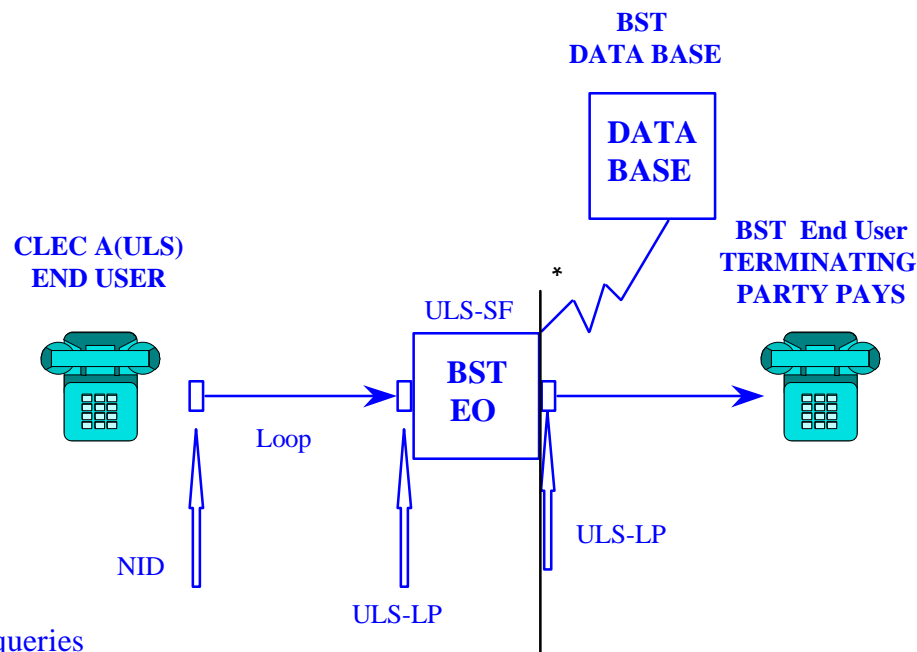 BST
DATA BASE
DATA
BASE
CLEC A(ULS)
END USER
BST End User
TERMINATING
PARTY PAYS
*
ULS-SF
BST
EO
Loop
NID
ULS-LP
ULS-LP
queries